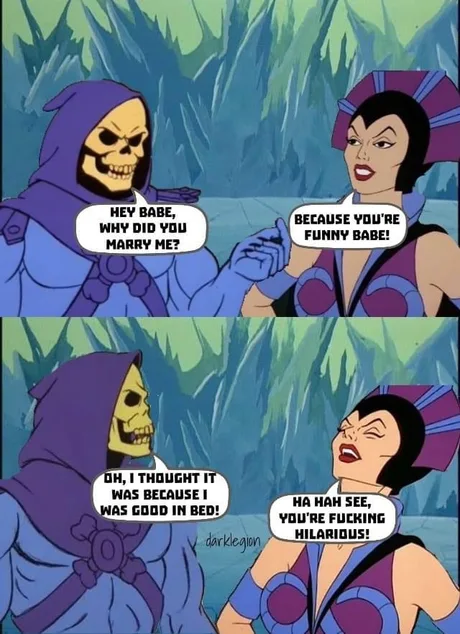 HEY BABE,
WHY DID YOU
MARRY ME?
BECAUSE YOU'RE
FUNNY BABE!
OH, I THOUGHT IT
WAS BECAUSE I
WAS GOOD IN BED!
HA HAH SEE,
YOU'RE FUCKING
HILARIOUS!
darklegion